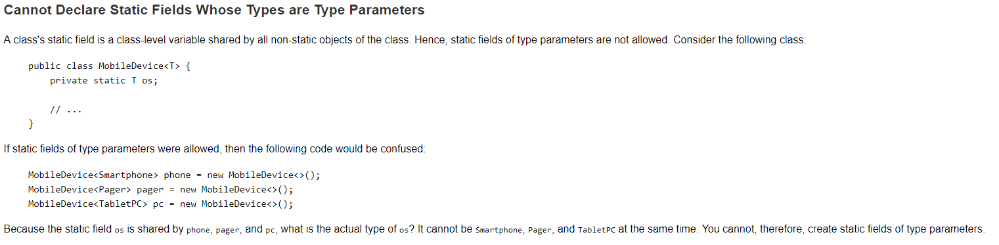 Cannot Declare Static Fields Whose Types are Type Parameters
A class's static field is a class-level variable shared by all non-static objects of the class. Hence, static fields of type parameters are not allowed. Consider the following class:
public class MobileDevice<T> {
    private static T os;
    // ...
}
If static fields of type parameters were allowed, then the following code would be confused:
MobileDevice<Smartphone> phone = new MobileDevice<>();
MobileDevice<Pager> pager = new MobileDevice<>();
MobileDevice<TabletPC> pc = new MobileDevice<>();
Because the static field os is shared by phone, pager, and pc, what is the actual type of os? It cannot be Smartphone, Pager, and TabletPC at the same time. You cannot, therefore, create static fields of type parameters.